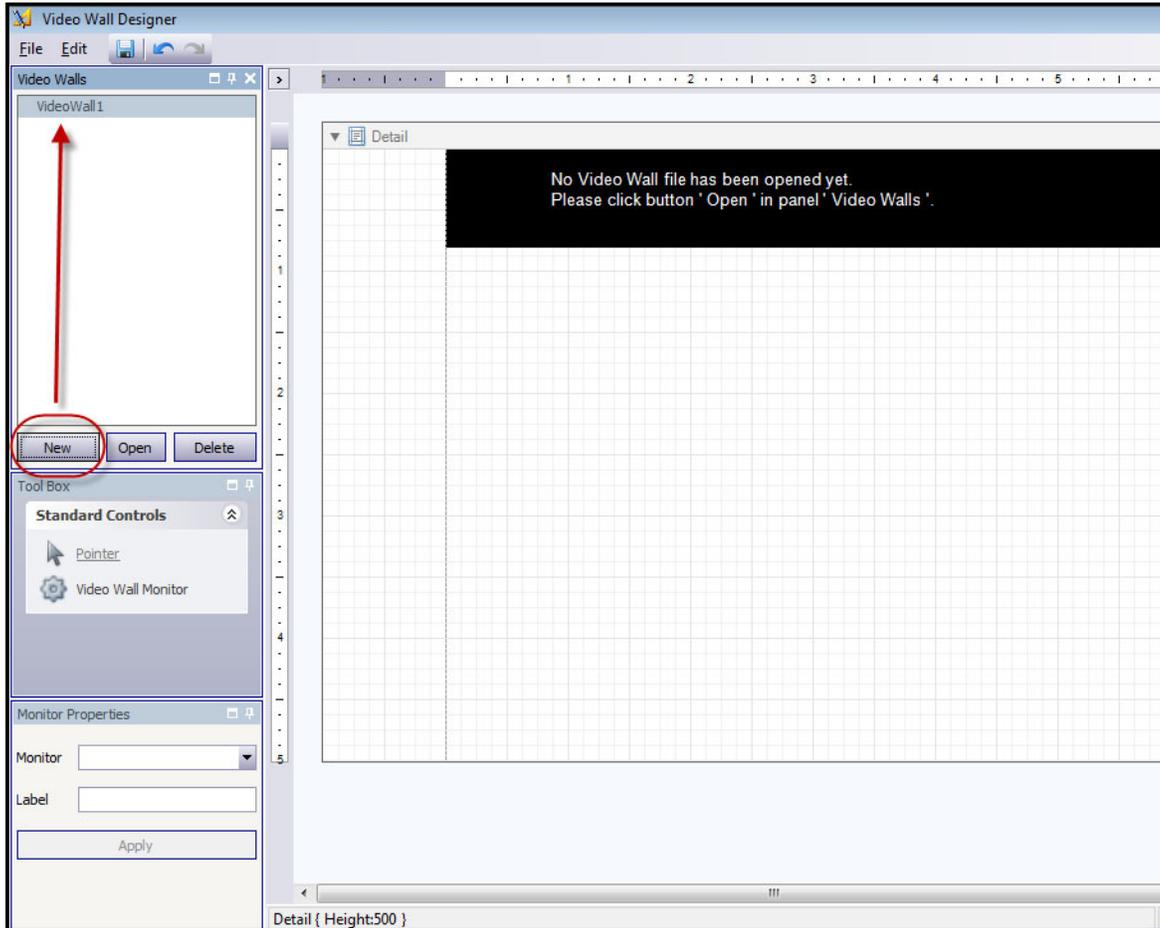 Video Wall Designer
File Edit
Video Walls
VideoWall1
New Open Delete
Tool Box
Standard Controls
Pointer
Video Wall Monitor
Monitor Properties
Monitor
Label
Apply
1 1 2 3 4 5
1
2
3
4
5
Detail
No Video Wall file has been opened yet.
Please click button ' Open ' in panel ' Video Walls '.
Detail { Height:500 }